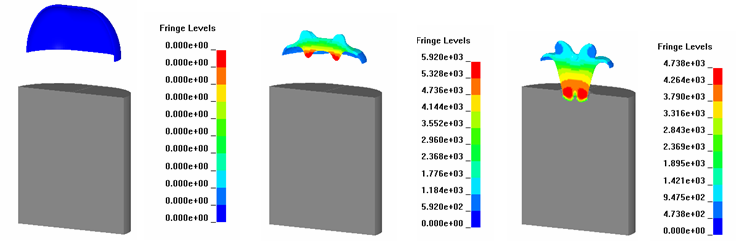 Fringe Levels
0.000e+00
0.000e+00
0.000e+00
0.000e+00
0.000e+00
0.000e+00
0.000e+00
0.000e+00
0.000e+00
0.000e+00
0.000e+00
Fringe Levels
5.920e+03
5.328e+03
4.736e+03
4.144e+03
3.552e+03
2.960e+03
2.368e+03
1.776e+03
1.184e+03
5.920e+02
0.000e+00
Fringe Levels
4.738e+03
4.264e+03
3.790e+03
3.316e+03
2.843e+03
2.369e+03
1.895e+03
1.421e+03
9.475e+02
4.738e+02
0.000e+00